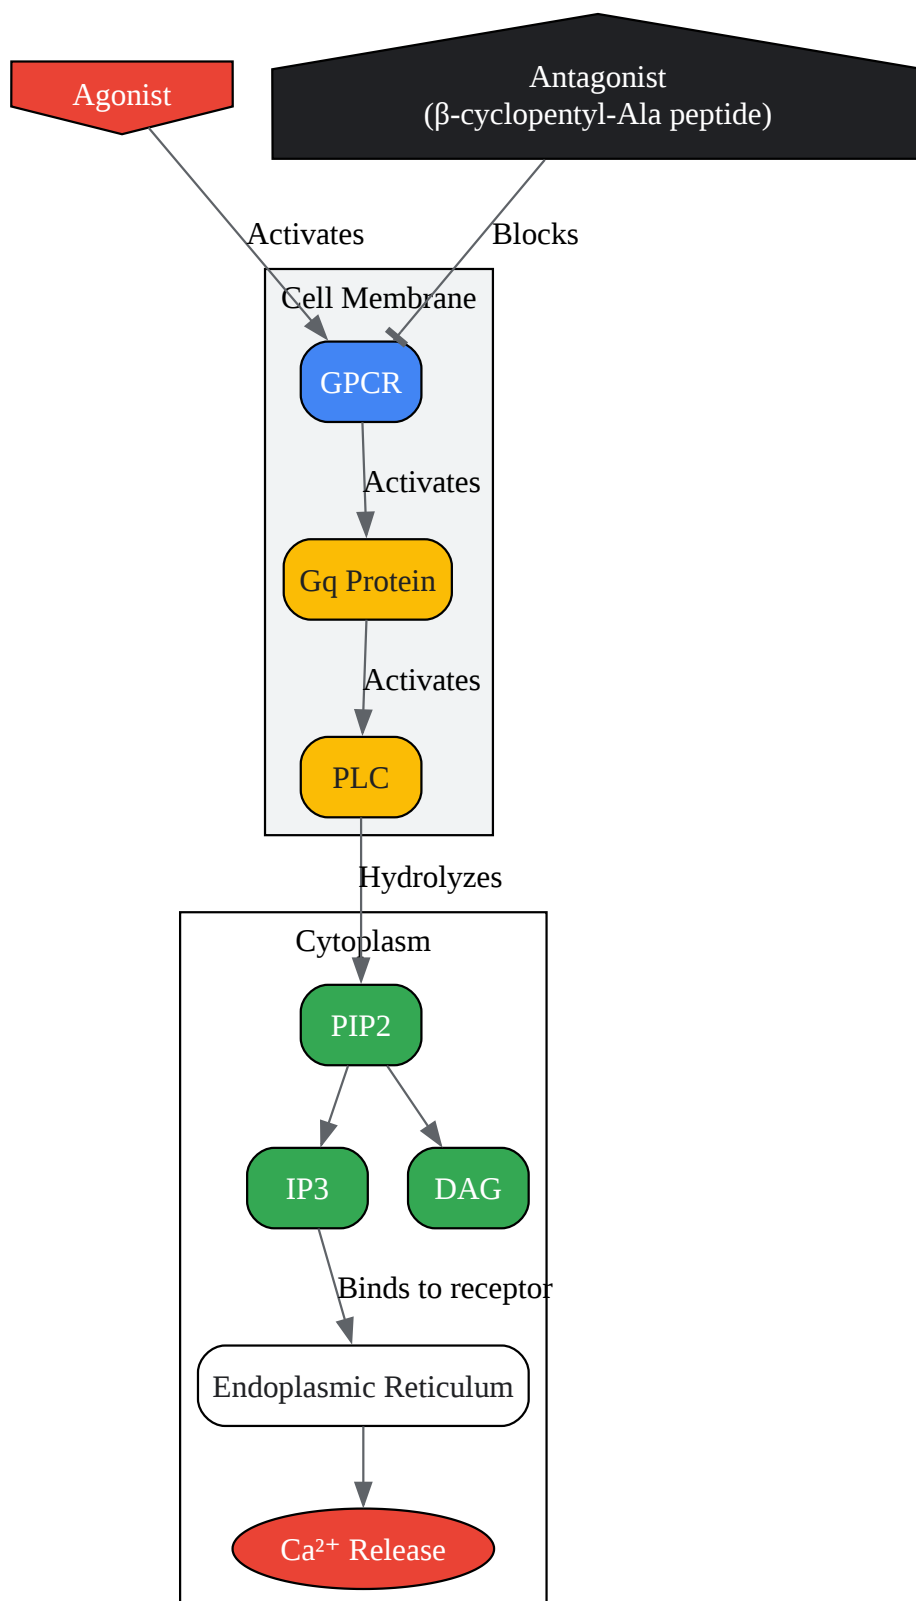 Agonist
Antagonist
(β-cyclopentyl-Ala peptide)
Activates
Blocks
Cell Membrane
GPCR
Activates
Gq Protein
Activates
PLC
Hydrolyzes
Cytoplasm
PIP2
IP3
DAG
Binds to receptor
Endoplasmic Reticulum
Ca²⁺ Release